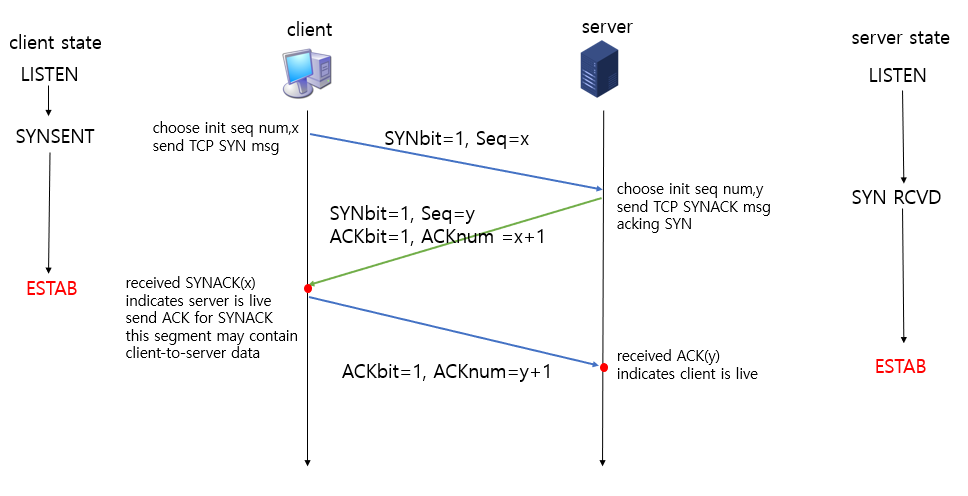 client state
LISTEN
SYNSENT
ESTAB
client
server
choose init seq num,x
send TCP SYN msg
SYNbit=1, Seq=x
choose init seq num,y
send TCP SYNACK msg
acking SYN
SYNbit=1, Seq=y
ACKbit=1, ACKnum =x+1
received SYNACK(x)
indicates server is live
send ACK for SYNACK
this segment may contain
client-to-server data
ACKbit=1, ACKnum=y+1
received ACK(y)
indicates client is live
server state
LISTEN
SYN RCVD
ESTAB